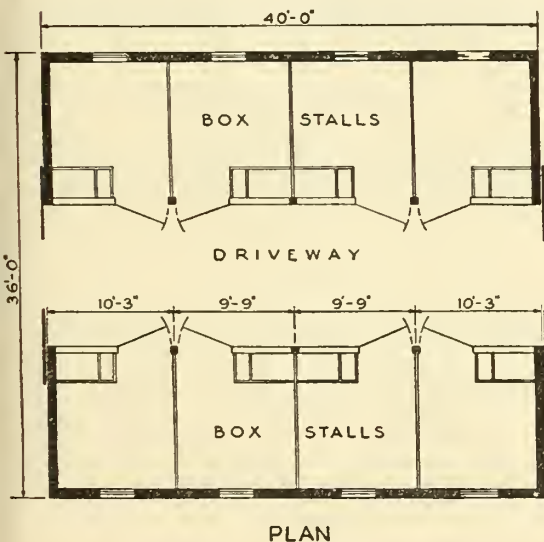 40'-0"
BOX STALLS
DRIVEWAY
36'-0"
10'-3" 9'-9" 9'-9" 10'-3"
BOX STALLS
PLAN